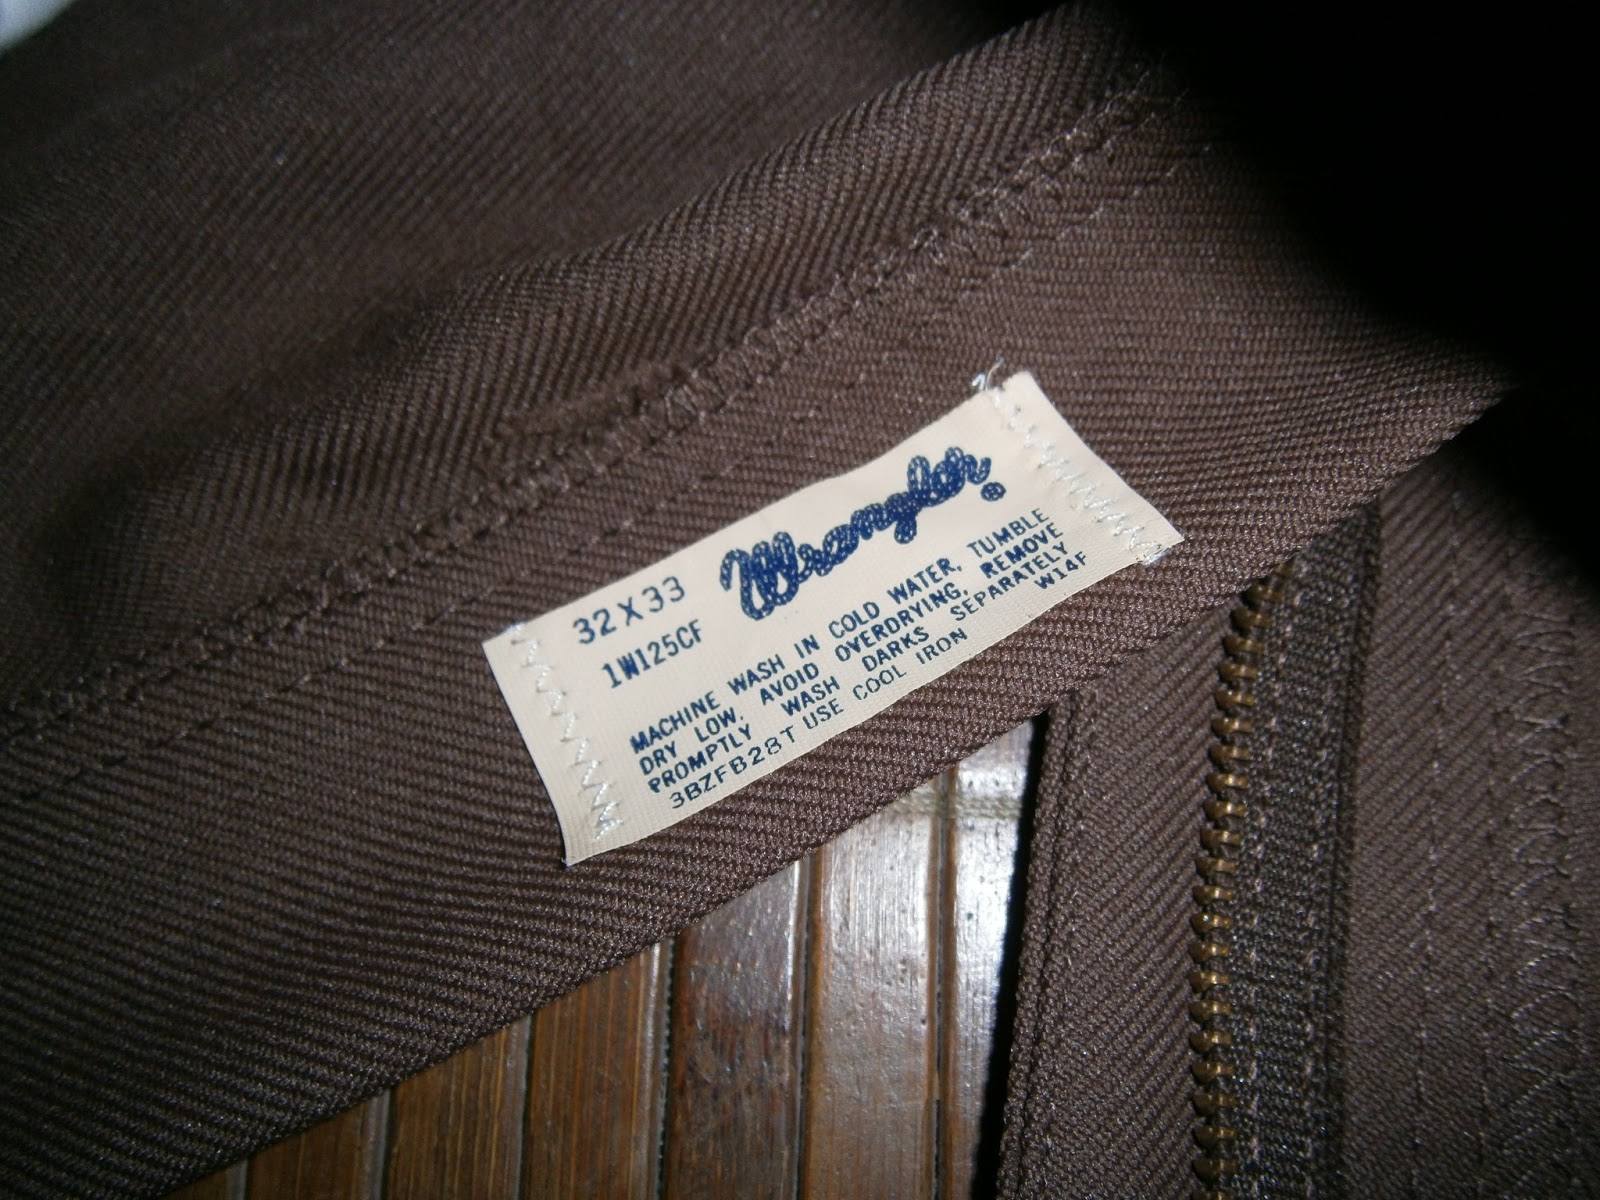 32 X 33
Wrangler®
1W125CF
MACHINE WASH IN COLD WATER, TUMBLE
DRY LOW, AVOID OVERDRYING, REMOVE
PROMPTLY, WASH DARKS SEPARATELY
3BZFB28T USE COOL IRON W14F